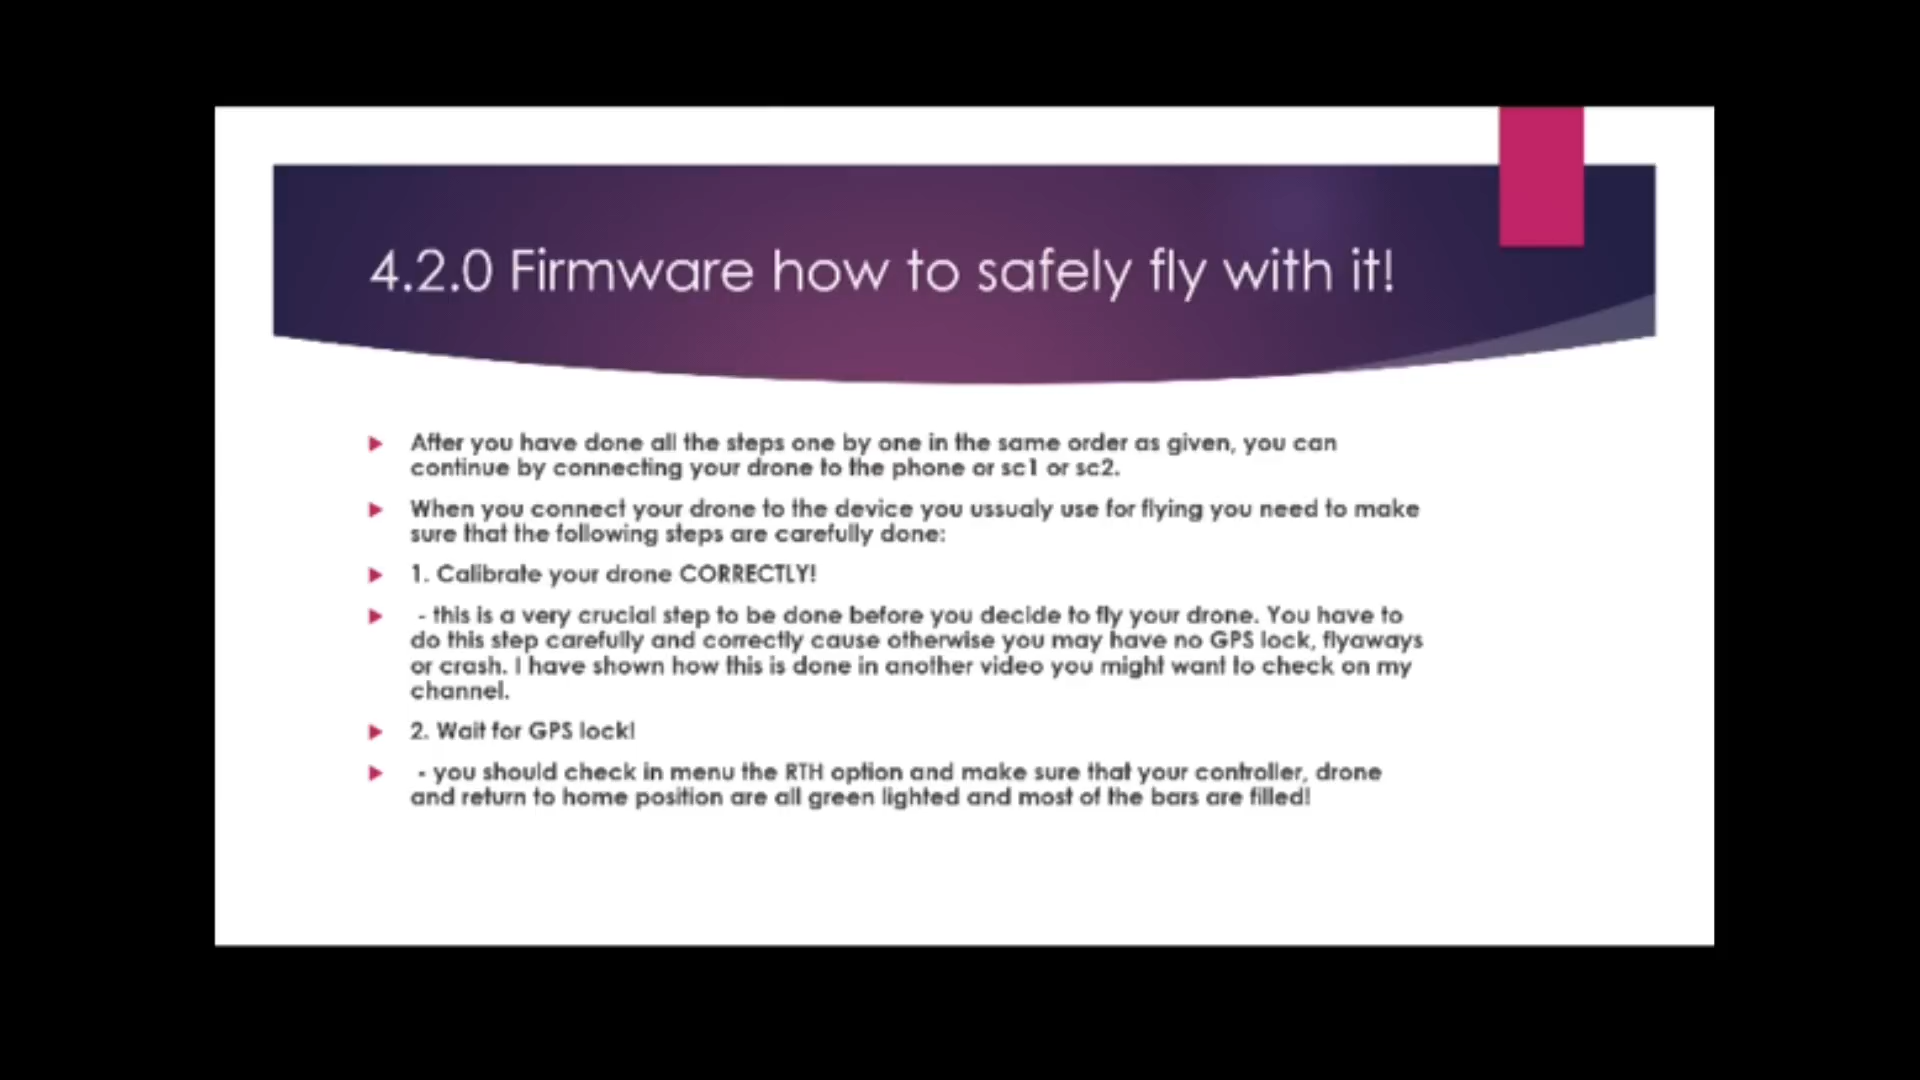 4.2.0 Firmware how to safely fly with it!
After you have done all the steps one by one in the same order as given, you can
continue by connecting your drone to the phone or sc1 or sc2.
When you connect your drone to the device you ussualy use for flying you need to make
sure that the following steps are carefully done:
1. Calibrate your drone CORRECTLY!
- this is a very crucial step to be done before you decide to fly your drone. You have to
do this step carefully and correctly cause otherwise you may have no GPS lock, flyaways
or crash. I have shown how this is done in another video you might want to check on my
channel.
2. Wait for GPS lock!
- you should check in menu the RTH option and make sure that your controller, drone
and return to home position are all green lighted and most of the bars are filled!